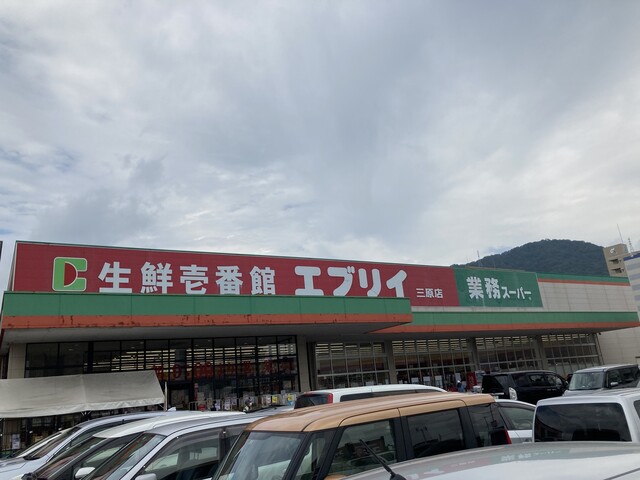 生鮮壱番館 エブリイ 三原店
業務スーパー